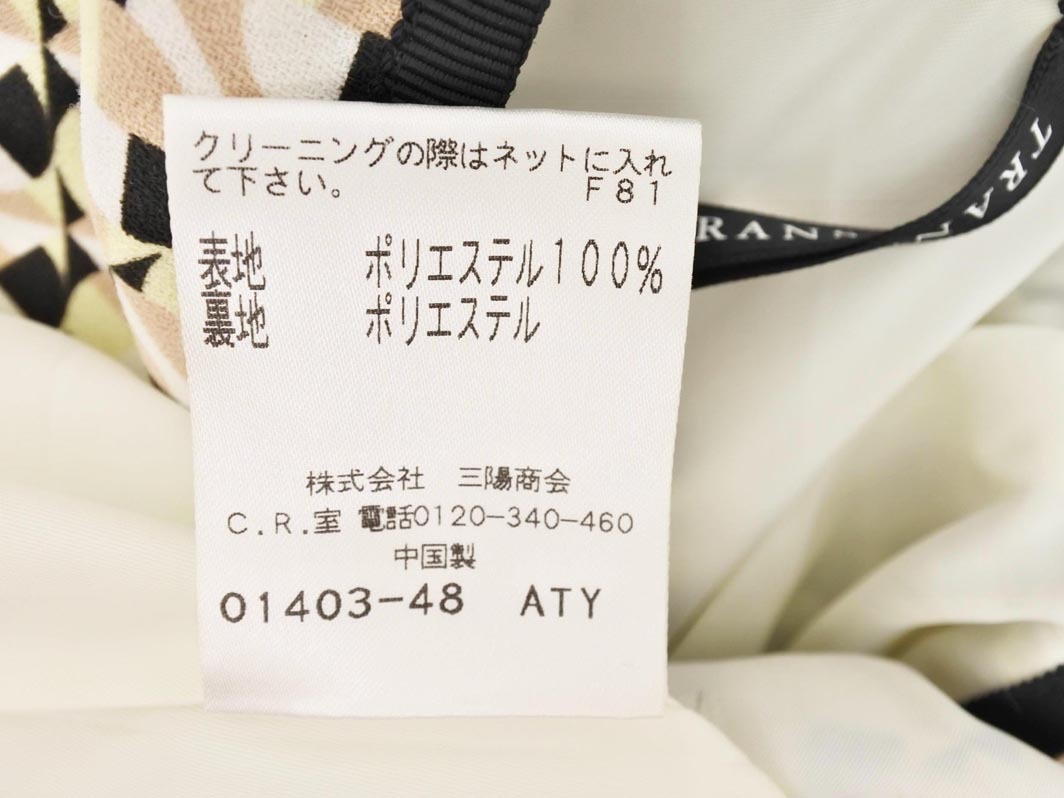 クリーニングの際はネットに入れ
て下さい。 F81
表地 ポリエステル100%
裏地 ポリエステル
株式会社 三陽商会
C.R.室 電話0120-340-460
中国製
01403-48 ATY